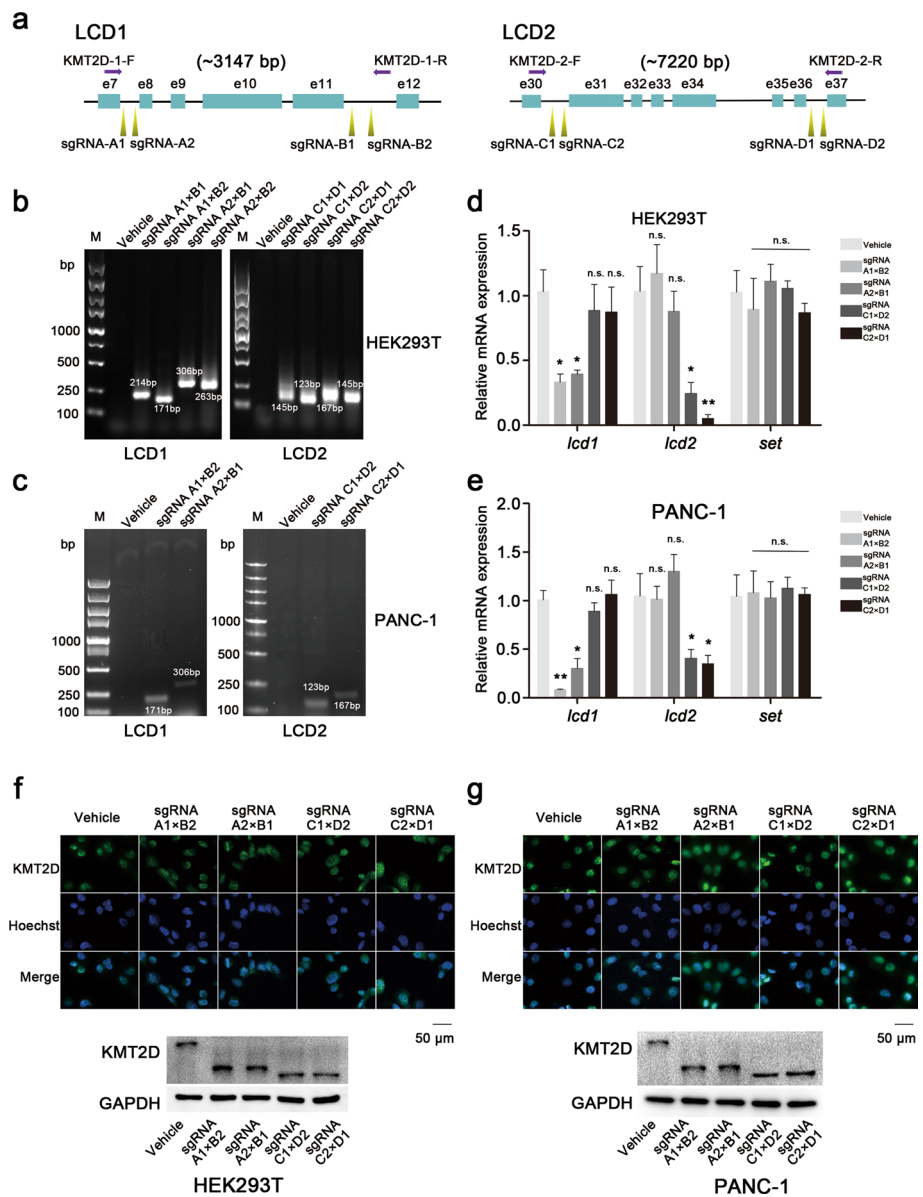 a
LCD1
KMT2D-1-F
(~3147 bp)
KMT2D-1-R
e7 e8 e9 e10 e11 e12
sgRNA-A1 sgRNA-A2 sgRNA-B1 sgRNA-B2
LCD2
KMT2D-2-F
(~7220 bp)
KMT2D-2-R
e30 e31 e32 e33 e34 e35 e36 e37
sgRNA-C1 sgRNA-C2 sgRNA-D1 sgRNA-D2
b
M Vehicle sgRNA A1×B1 sgRNA A1×B2 sgRNA A2×B1 sgRNA A2×B2
bp
1000
500
250
100
214bp
171bp
306bp
263bp
LCD1
M Vehicle sgRNA C1×D1 sgRNA C1×D2 sgRNA C2×D1 sgRNA C2×D2
145bp
123bp
167bp
145bp
LCD2
HEK293T
c
M Vehicle sgRNA A1×B2 sgRNA A2×B1
bp
1000
500
250
100
171bp
306bp
LCD1
M Vehicle sgRNA C1×D2 sgRNA C2×D1
bp
1000
500
250
100
123bp
167bp
LCD2
PANC-1
d
HEK293T
Relative mRNA expression
1.5
1.0
0.5
0.0
* * n.s. n.s.
n.s. n.s. * **
n.s.
lcd1 lcd2 set
Vehicle
sgRNA
A1×B2
sgRNA
A2×B1
sgRNA
C1×D2
sgRNA
C2×D1
e
PANC-1
Relative mRNA expression
2.0
1.5
1.0
0.5
0.0
** * n.s. n.s.
n.s. n.s. * *
n.s.
lcd1 lcd2 set
Vehicle
sgRNA
A1×B2
sgRNA
A2×B1
sgRNA
C1×D2
sgRNA
C2×D1
f
Vehicle sgRNA A1×B2 sgRNA A2×B1 sgRNA C1×D2 sgRNA C2×D1
KMT2D
Hoechst
Merge
50 μm
KMT2D
GAPDH
Vehicle sgRNA A1×B2 sgRNA A2×B1 sgRNA C1×D2 sgRNA C2×D1
HEK293T
g
Vehicle sgRNA A1×B2 sgRNA A2×B1 sgRNA C1×D2 sgRNA C2×D1
KMT2D
Hoechst
Merge
50 μm
KMT2D
GAPDH
Vehicle sgRNA A1×B2 sgRNA A2×B1 sgRNA C1×D2 sgRNA C2×D1
PANC-1